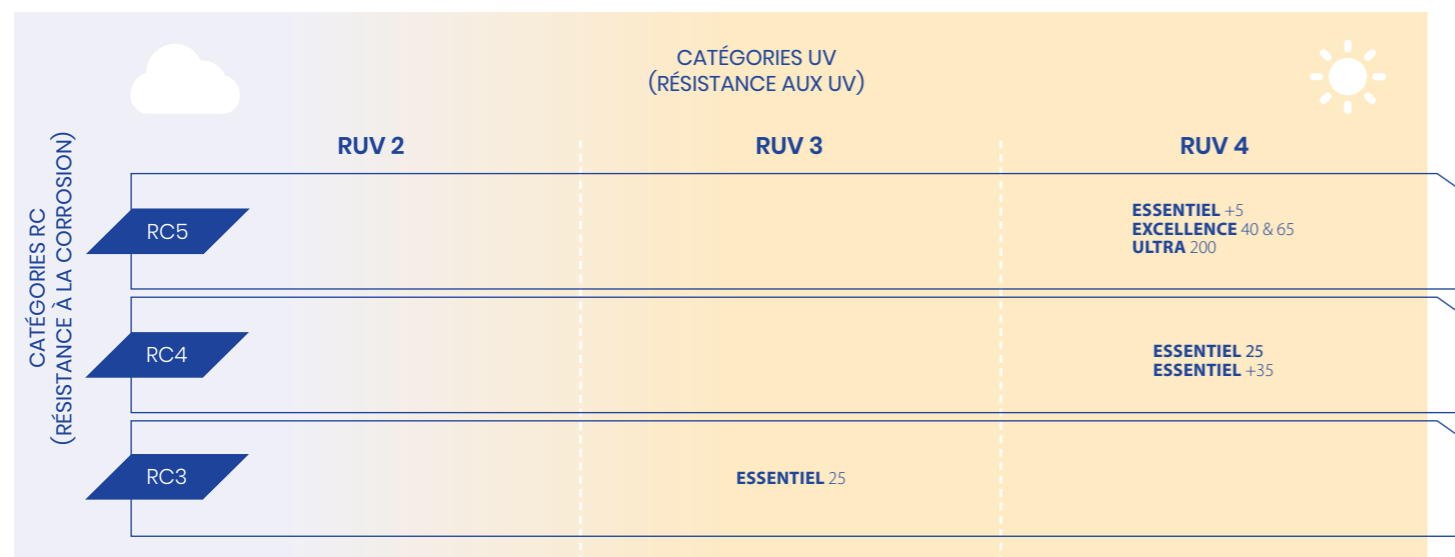 CATÉGORIES UV
(RÉSISTANCE AUX UV)
CATÉGORIES RC
(RÉSISTANCE À LA CORROSION)
RUV 2
RUV 3
RUV 4
RC5
ESSENTIEL +5
EXCELLENCE 40 & 65
ULTRA 200
RC4
ESSENTIEL 25
ESSENTIEL +35
RC3
ESSENTIEL 25